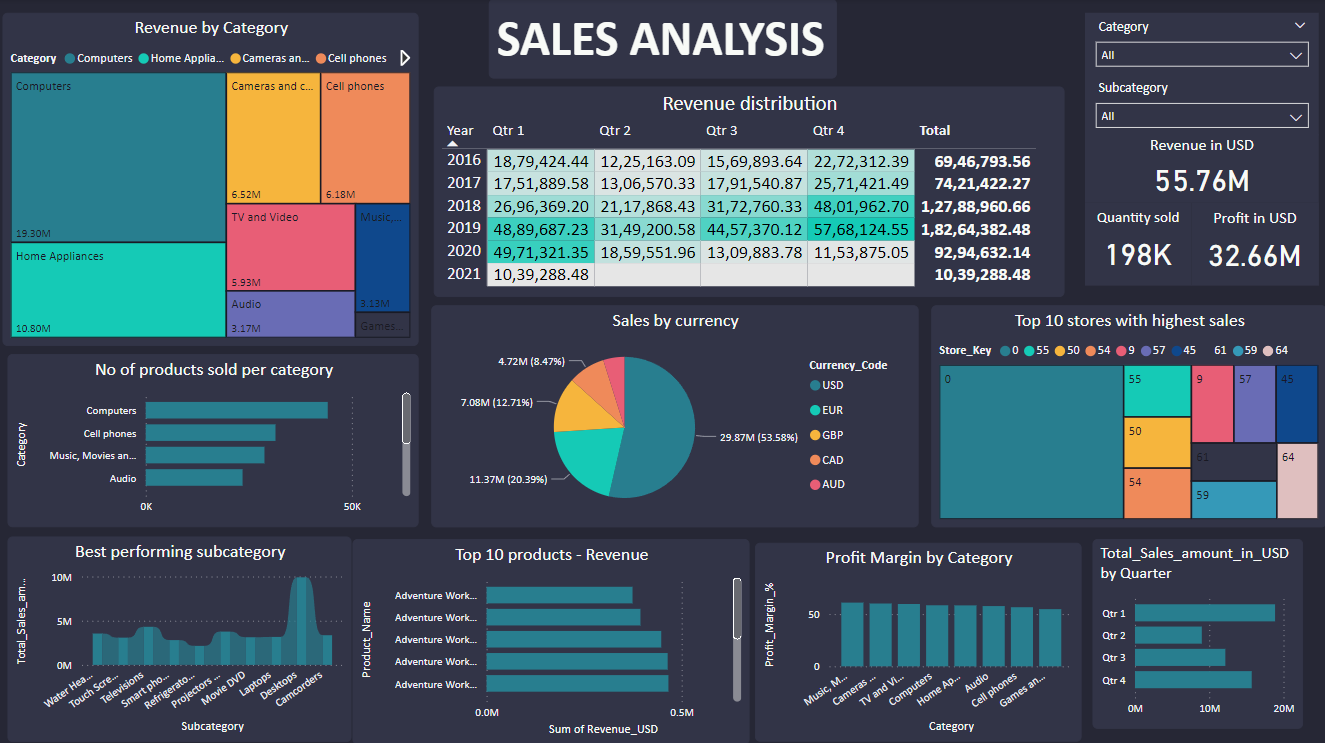 SALES ANALYSIS
Revenue by Category
Category Computers Home Applia... Cameras an... Cell phones
Computers
19.30M
Home Appliances
10.80M
Cameras and c...
6.52M
Cell phones
6.18M
TV and Video
5.93M
Audio
3.17M
Music,...
3.13M
Games...
Revenue distribution
Year Qtr 1 Qtr 2 Qtr 3 Qtr 4 Total
2016 18,79,424.44 12,25,163.09 15,69,893.64 22,72,312.39 69,46,793.56
2017 17,51,889.58 13,06,570.33 17,91,540.87 25,71,421.49 74,21,422.27
2018 26,96,369.20 21,17,868.43 31,72,760.33 48,01,962.70 1,27,88,960.66
2019 48,89,687.23 31,49,200.58 44,57,370.12 57,68,124.55 1,82,64,382.48
2020 49,71,321.35 18,59,551.96 13,09,883.78 11,53,875.05 92,94,632.14
2021 10,39,288.48 10,39,288.48
Category
All
Subcategory
All
Revenue in USD
55.76M
Quantity sold
198K
Profit in USD
32.66M
No of products sold per category
Category
Computers
Cell phones
Music, Movies an...
Audio
0K 50K
Sales by currency
4.72M (8.47%)
7.08M (12.71%)
11.37M (20.39%)
29.87M (53.58%)
Currency_Code
USD
EUR
GBP
CAD
AUD
Top 10 stores with highest sales
Store_Key 0 55 50 54 9 57 45 61 59 64
0
55
50
54
9
57
45
61
59
64
Best performing subcategory
Total_Sales_am...
10M
5M
0M
Water Hea...
Touch Scre...
Televisions
Smart pho...
Refrigerato...
Projectors ...
Movie DVD
Laptops
Desktops
Camcorders
Subcategory
Top 10 products - Revenue
Product_Name
Adventure Work...
Adventure Work...
Adventure Work...
Adventure Work...
Adventure Work...
0.0M 0.5M
Sum of Revenue_USD
Profit Margin by Category
Profit_Margin_%
50
0
Music, M...
Cameras ...
TV and Vi...
Computers
Home Ap...
Audio
Cell phones
Games an...
Category
Total_Sales_amount_in_USD
by Quarter
Qtr 1
Qtr 2
Qtr 3
Qtr 4
0M 10M 20M